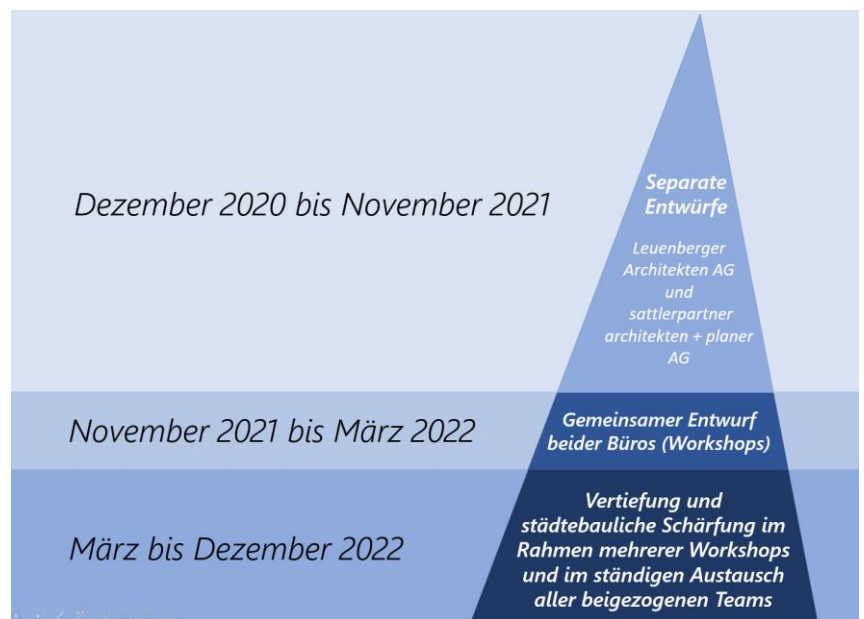 Dezember 2020 bis November 2021
Separate
Entwürfe
Leuenberger
Architekten AG
und
sattlerpartner
architekten + planer
AG
November 2021 bis März 2022
Gemeinsamer Entwurf
beider Büros (Workshops)
März bis Dezember 2022
Vertiefung und
städtebauliche Schärfung im
Rahmen mehrerer Workshops
und im ständigen Austausch
aller beigezogenen Teams